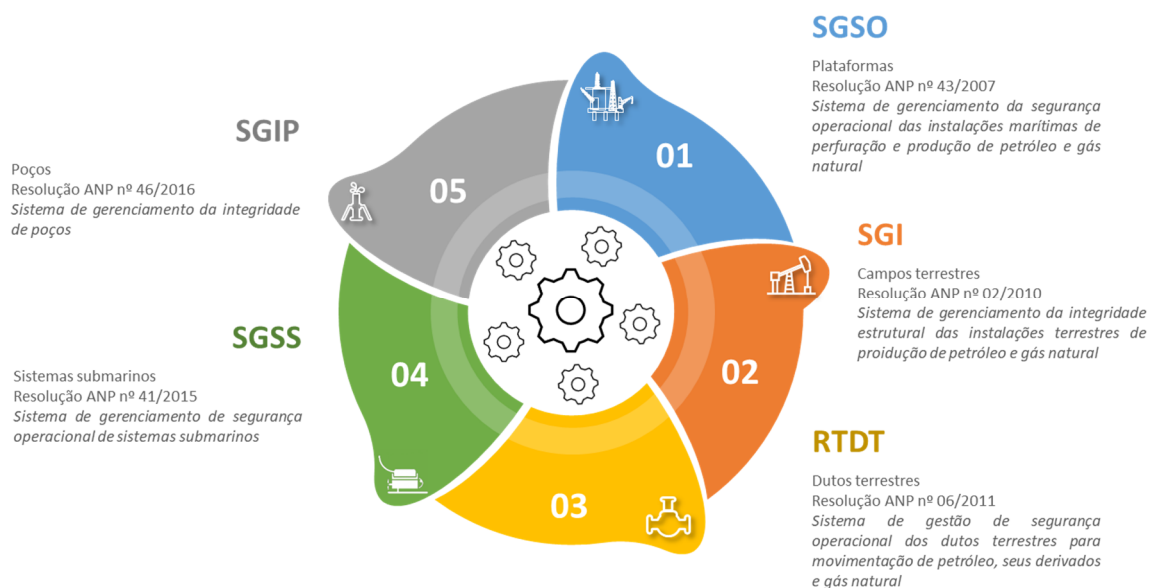 SGSO
Plataformas
Resolução ANP nº 43/2007
Sistema de gerenciamento da segurança
operacional das instalações marítimas de
perfuração e produção de petróleo e gás
natural
01
SGI
Campos terrestres
Resolução ANP nº 02/2010
Sistema de gerenciamento da integridade
estrutural das instalações terrestres de
proidução de petróleo e gás natural
02
RTDT
Dutos terrestres
Resolução ANP nº 06/2011
Sistema de gestão de segurança
operacional dos dutos terrestres para
movimentação de petróleo, seus derivados
e gás natural
03
SGSS
Sistemas submarinos
Resolução ANP nº 41/2015
Sistema de gerenciamento de segurança
operacional de sistemas submarinos
04
SGIP
Poços
Resolução ANP nº 46/2016
Sistema de gerenciamento da integridade
de poços
05